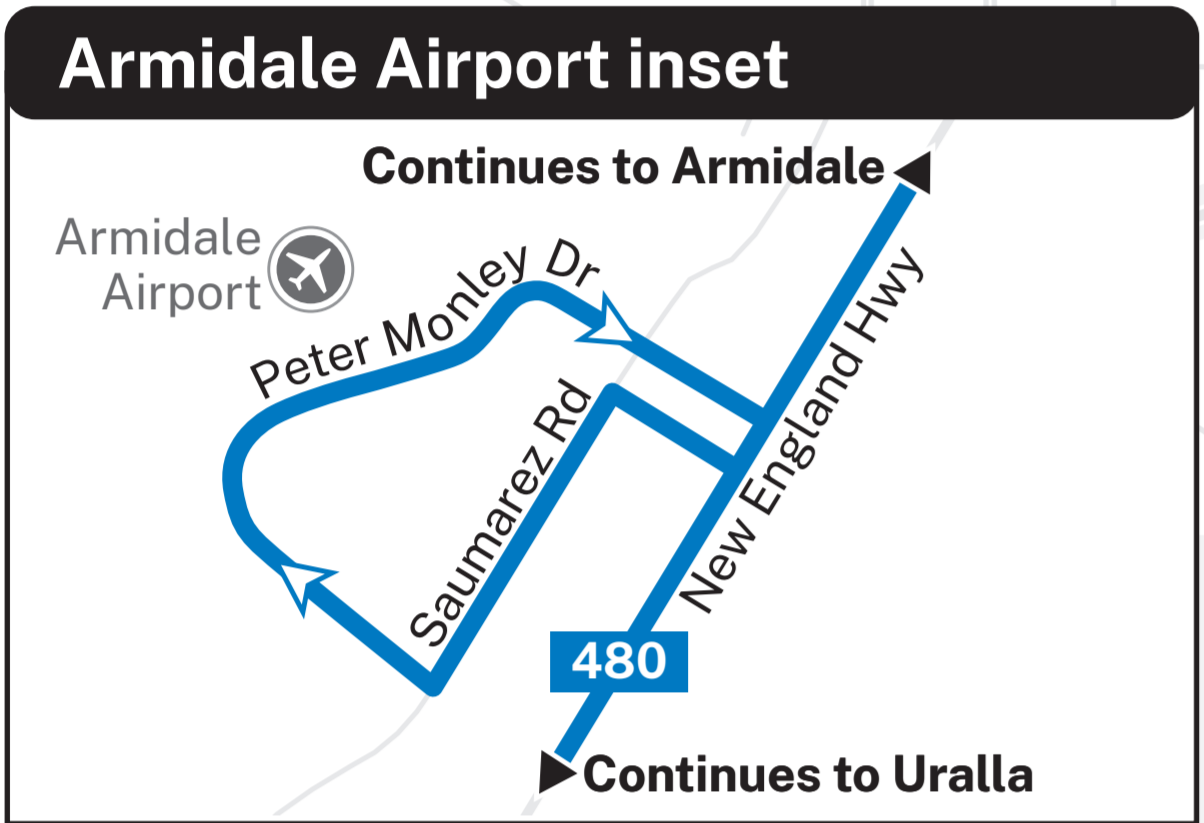 Armidale Airport inset
Continues to Armidale
Armidale
Airport
Peter Monley Dr
New England Hwy
Saumarez Rd
480
Continues to Uralla